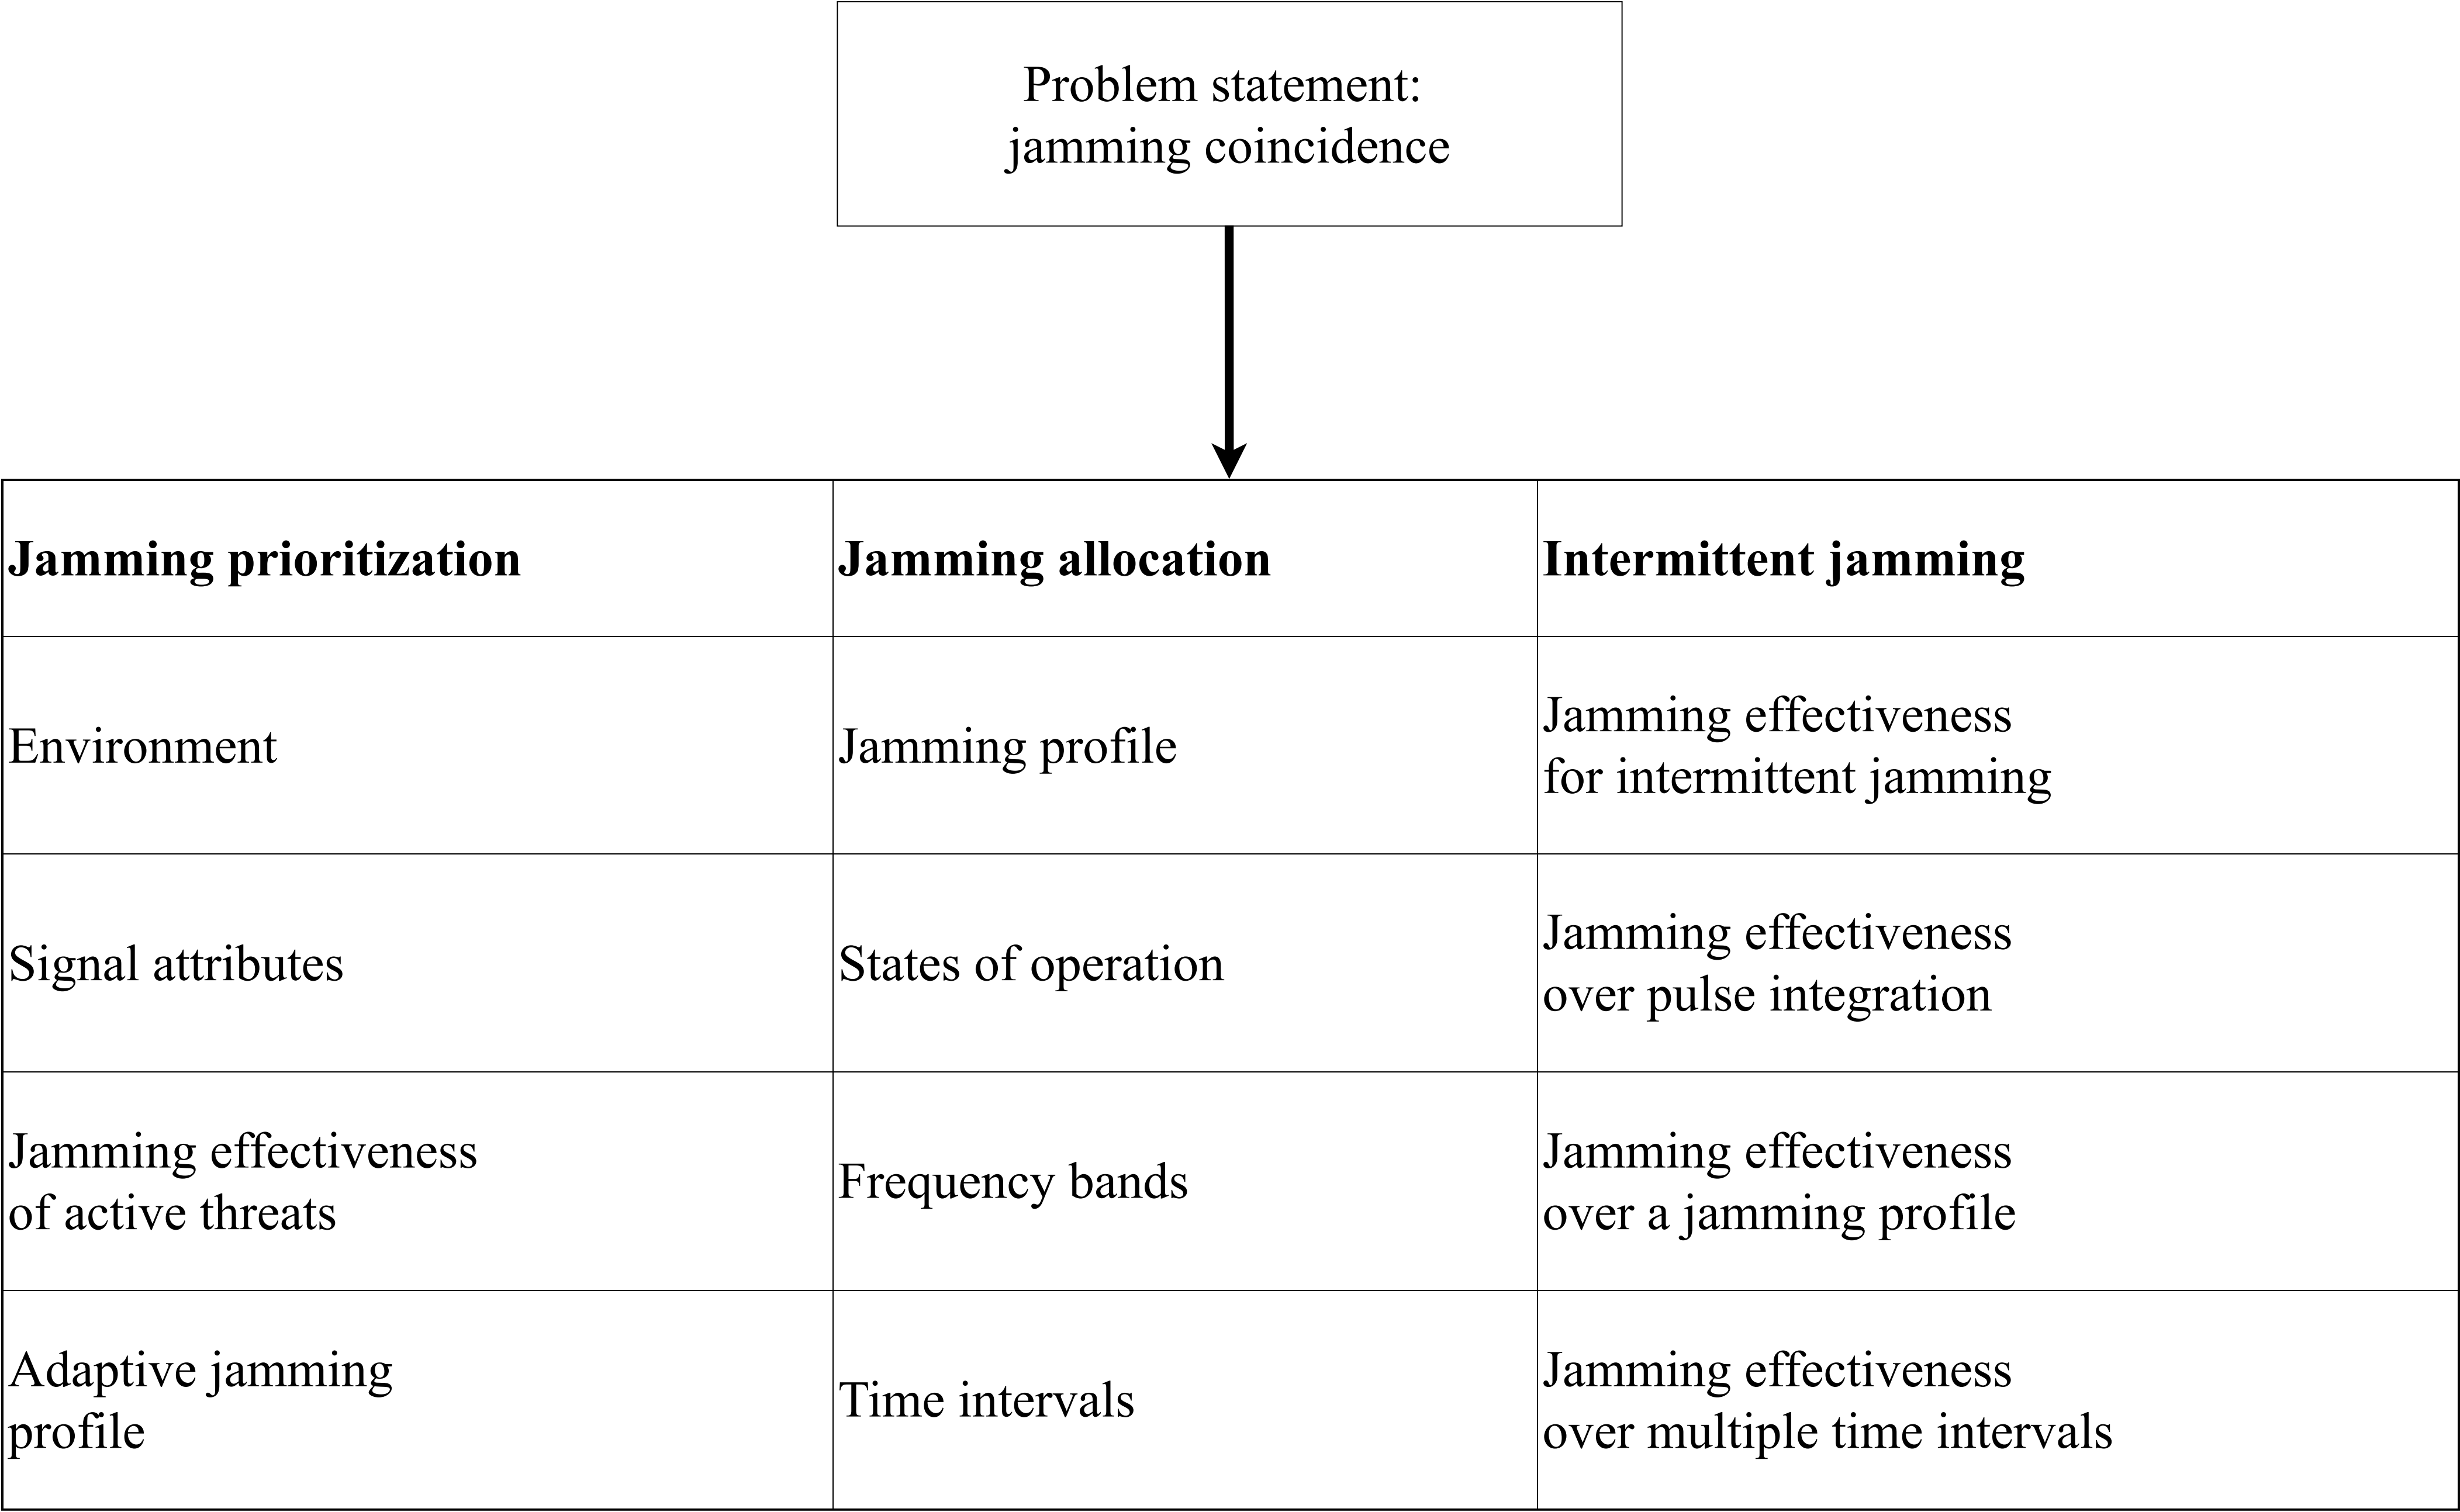 Problem statement:
jamming coincidence
Jamming prioritization
Jamming allocation
Intermittent jamming
Environment
Jamming profile
Jamming effectiveness
for intermittent jamming
Signal attributes
States of operation
Jamming effectiveness
over pulse integration
Jamming effectiveness
of active threats
Frequency bands
Jamming effectiveness
over a jamming profile
Adaptive jamming
profile
Time intervals
Jamming effectiveness
over multiple time intervals